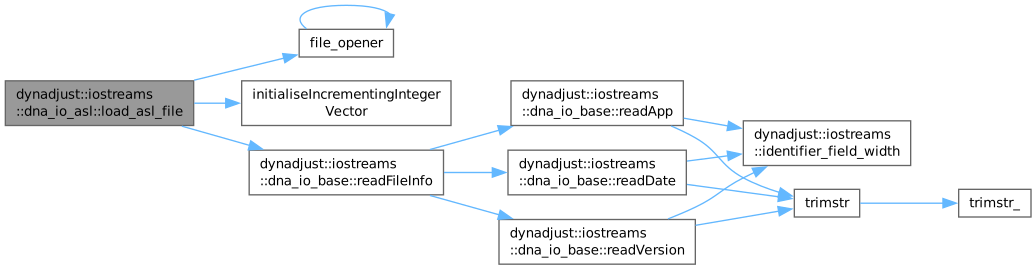 file_opener
dynadjust::iostreams
::dna_io_asl::load_asl_file
initialiseIncrementingInteger
Vector
dynadjust::iostreams
::dna_io_base::readFileInfo
dynadjust::iostreams
::dna_io_base::readApp
dynadjust::iostreams
::dna_io_base::readDate
dynadjust::iostreams
::dna_io_base::readVersion
dynadjust::iostreams
::identifier_field_width
trimstr
trimstr_